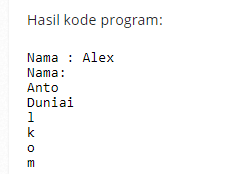 Hasil kode program:
Nama : Alex
Nama:
Anto
Duniai
l
k
o
m